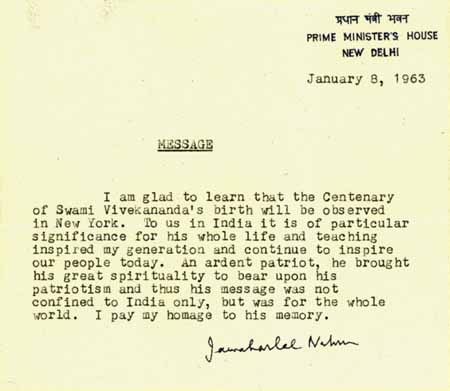 प्रधान मंत्री भवन
PRIME MINISTER'S HOUSE
NEW DELHI
January 8, 1963
MESSAGE
I am glad to learn that the Centenary
of Swami Vivekananda's birth will be observed
in New York. To us in India it is of particular
significance for his whole life and teaching
inspired my generation and continue to inspire
our people today. An ardent patriot, he brought
his great spirituality to bear upon his
patriotism and thus his message was not
confined to India only, but was for the whole
world. I pay my homage to his memory.
Jawaharlal Nehru